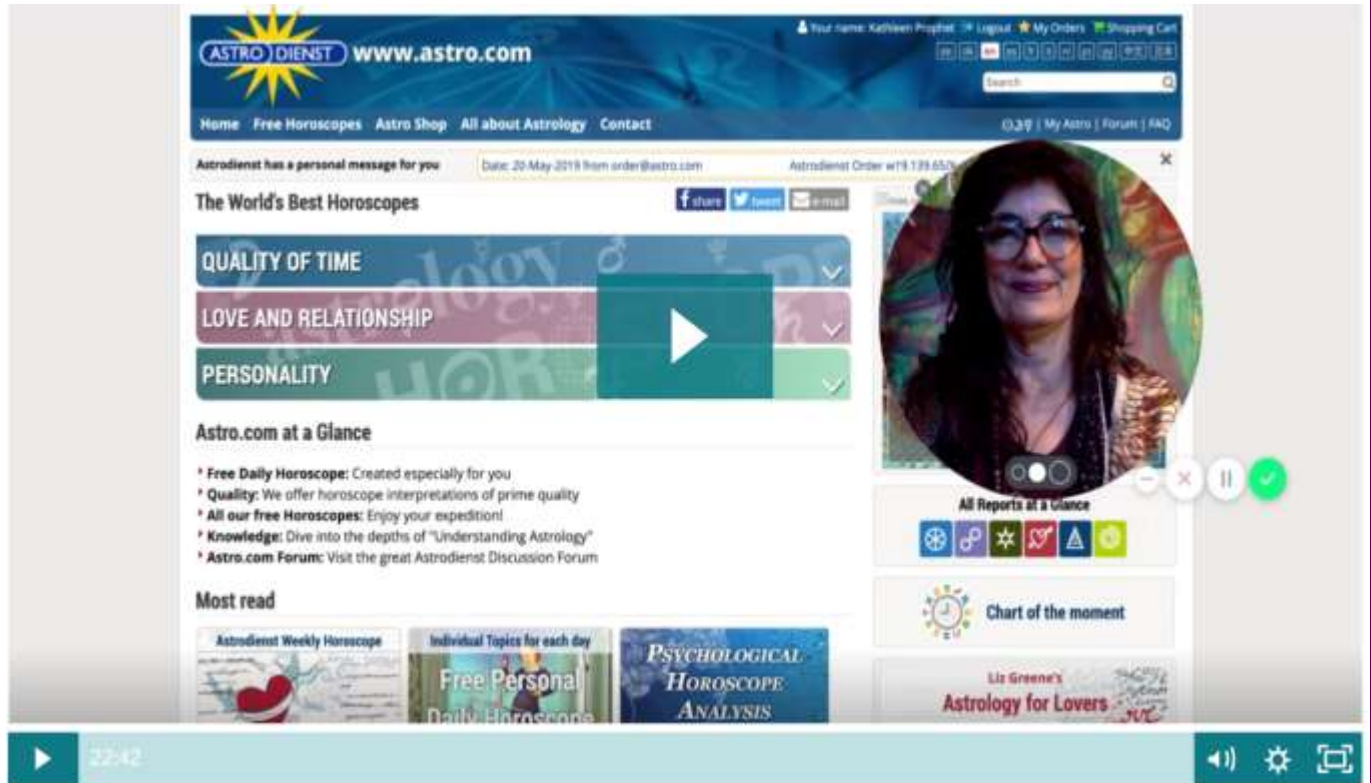 ASTRO DIENST www.astro.com
Your name: Kathleen Prophet Logout My Orders Shopping Cart
Search
Home Free Horoscopes Astro Shop All about Astrology Contact
My Astro | Forum | FAQ
Astrodienst has a personal message for you Date: 20-May-2019 from order@astro.com Astrodienst Order
The World's Best Horoscopes
share tweet e-mail
QUALITY OF TIME
LOVE AND RELATIONSHIP
PERSONALITY
Astro.com at a Glance
Free Daily Horoscope: Created especially for you
Quality: We offer horoscope interpretations of prime quality
All our free Horoscopes: Enjoy your expedition!
Knowledge: Dive into the depths of "Understanding Astrology"
Astro.com Forum: Visit the great Astrodienst Discussion Forum
Most read
Astrodienst Weekly Horoscope
Individual Topics for each day
Free Personal
Daily Horoscope
PSYCHOLOGICAL
HOROSCOPE
ANALYSIS
All Reports at a Glance
Chart of the moment
Liz Greene's
Astrology for Lovers
22:42